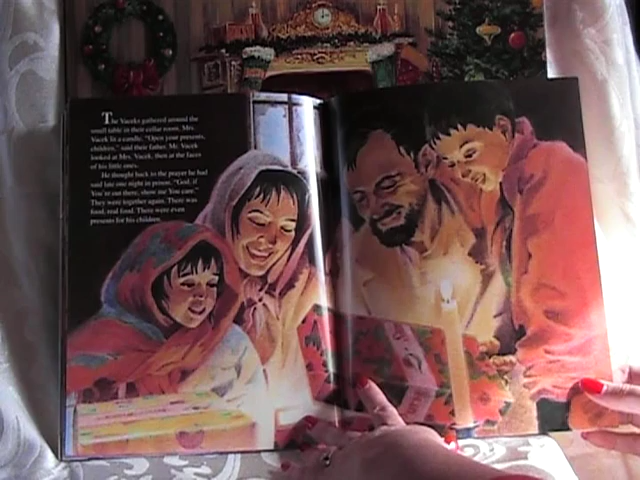 The Vaceks gathered around the
small table in their cellar room. Mrs.
Vacek lit a candle. "Open your presents,
children," said their father. Mr. Vacek
looked at Mrs. Vacek, then at the faces
of his little ones.
He thought back to the prayer he had
said late one night in prison. "God, if
You're out there, show me You care."
They were together again. There was
food, real food. There were even
presents for his children.